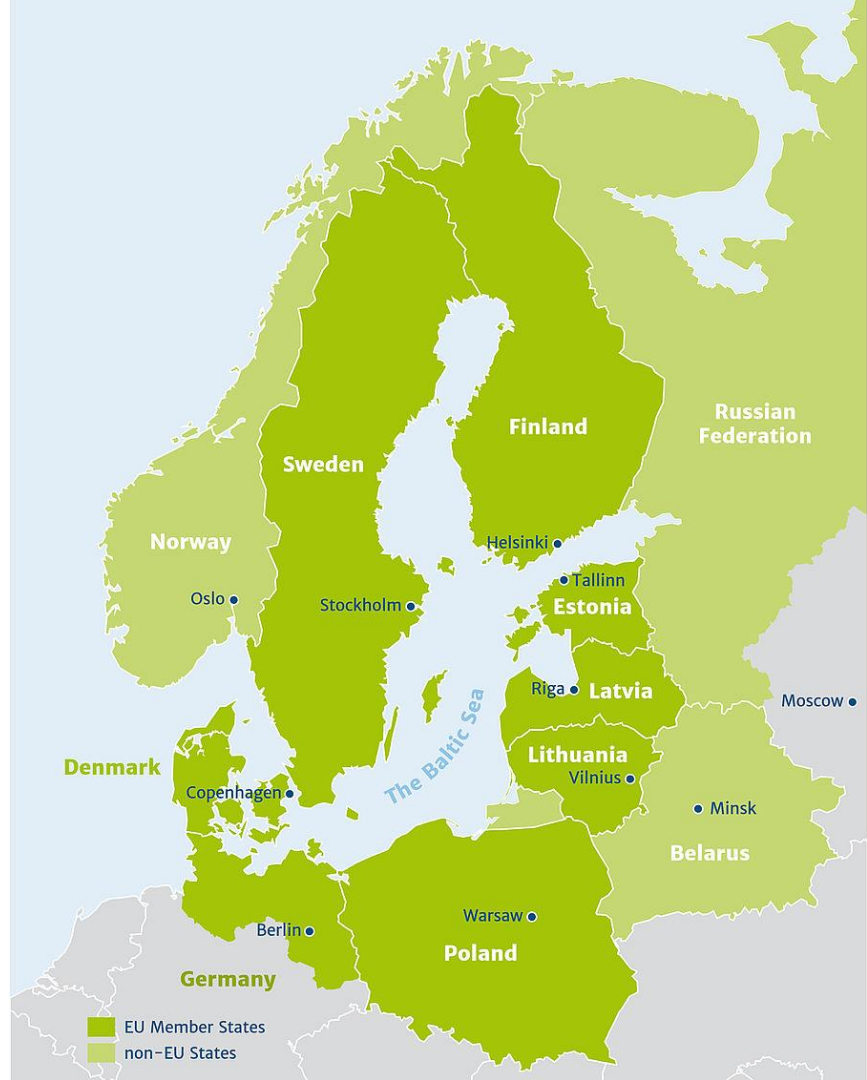 Russian
Federation
Finland
Sweden
Norway
Helsinki
Oslo
Stockholm
Tallinn
Estonia
Riga
Latvia
Moscow
The Baltic Sea
Lithuania
Vilnius
Denmark
Copenhagen
Minsk
Belarus
Warsaw
Berlin
Poland
Germany
EU Member States
non-EU States